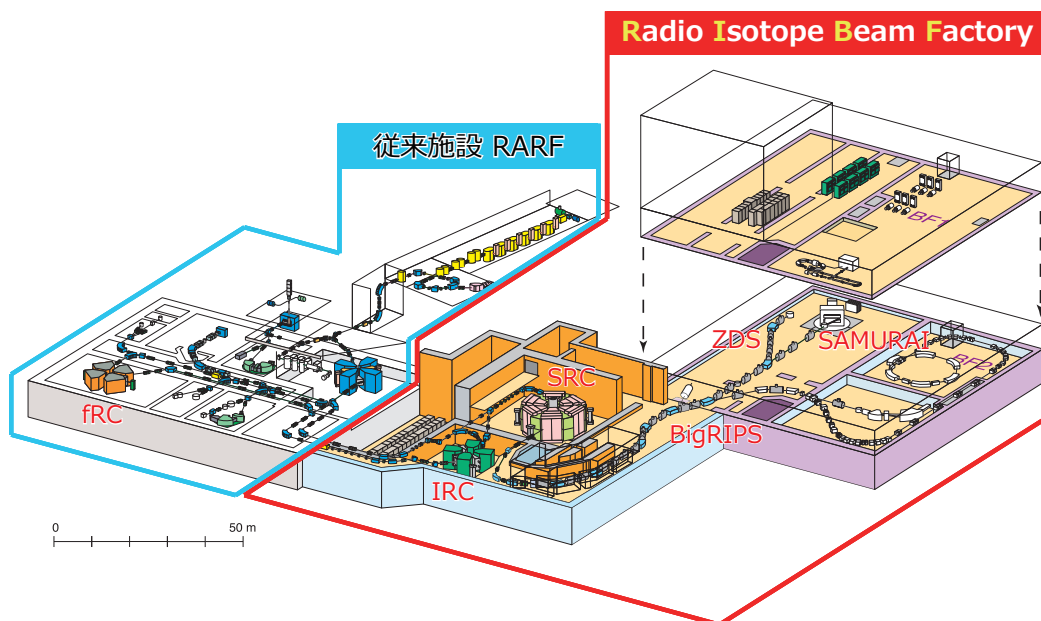 Radio Isotope Beam Factory
従来施設 RARF
BF1
ZDS
SAMURAI
BF2
SRC
fRC
BigRIPS
IRC
0 50 m